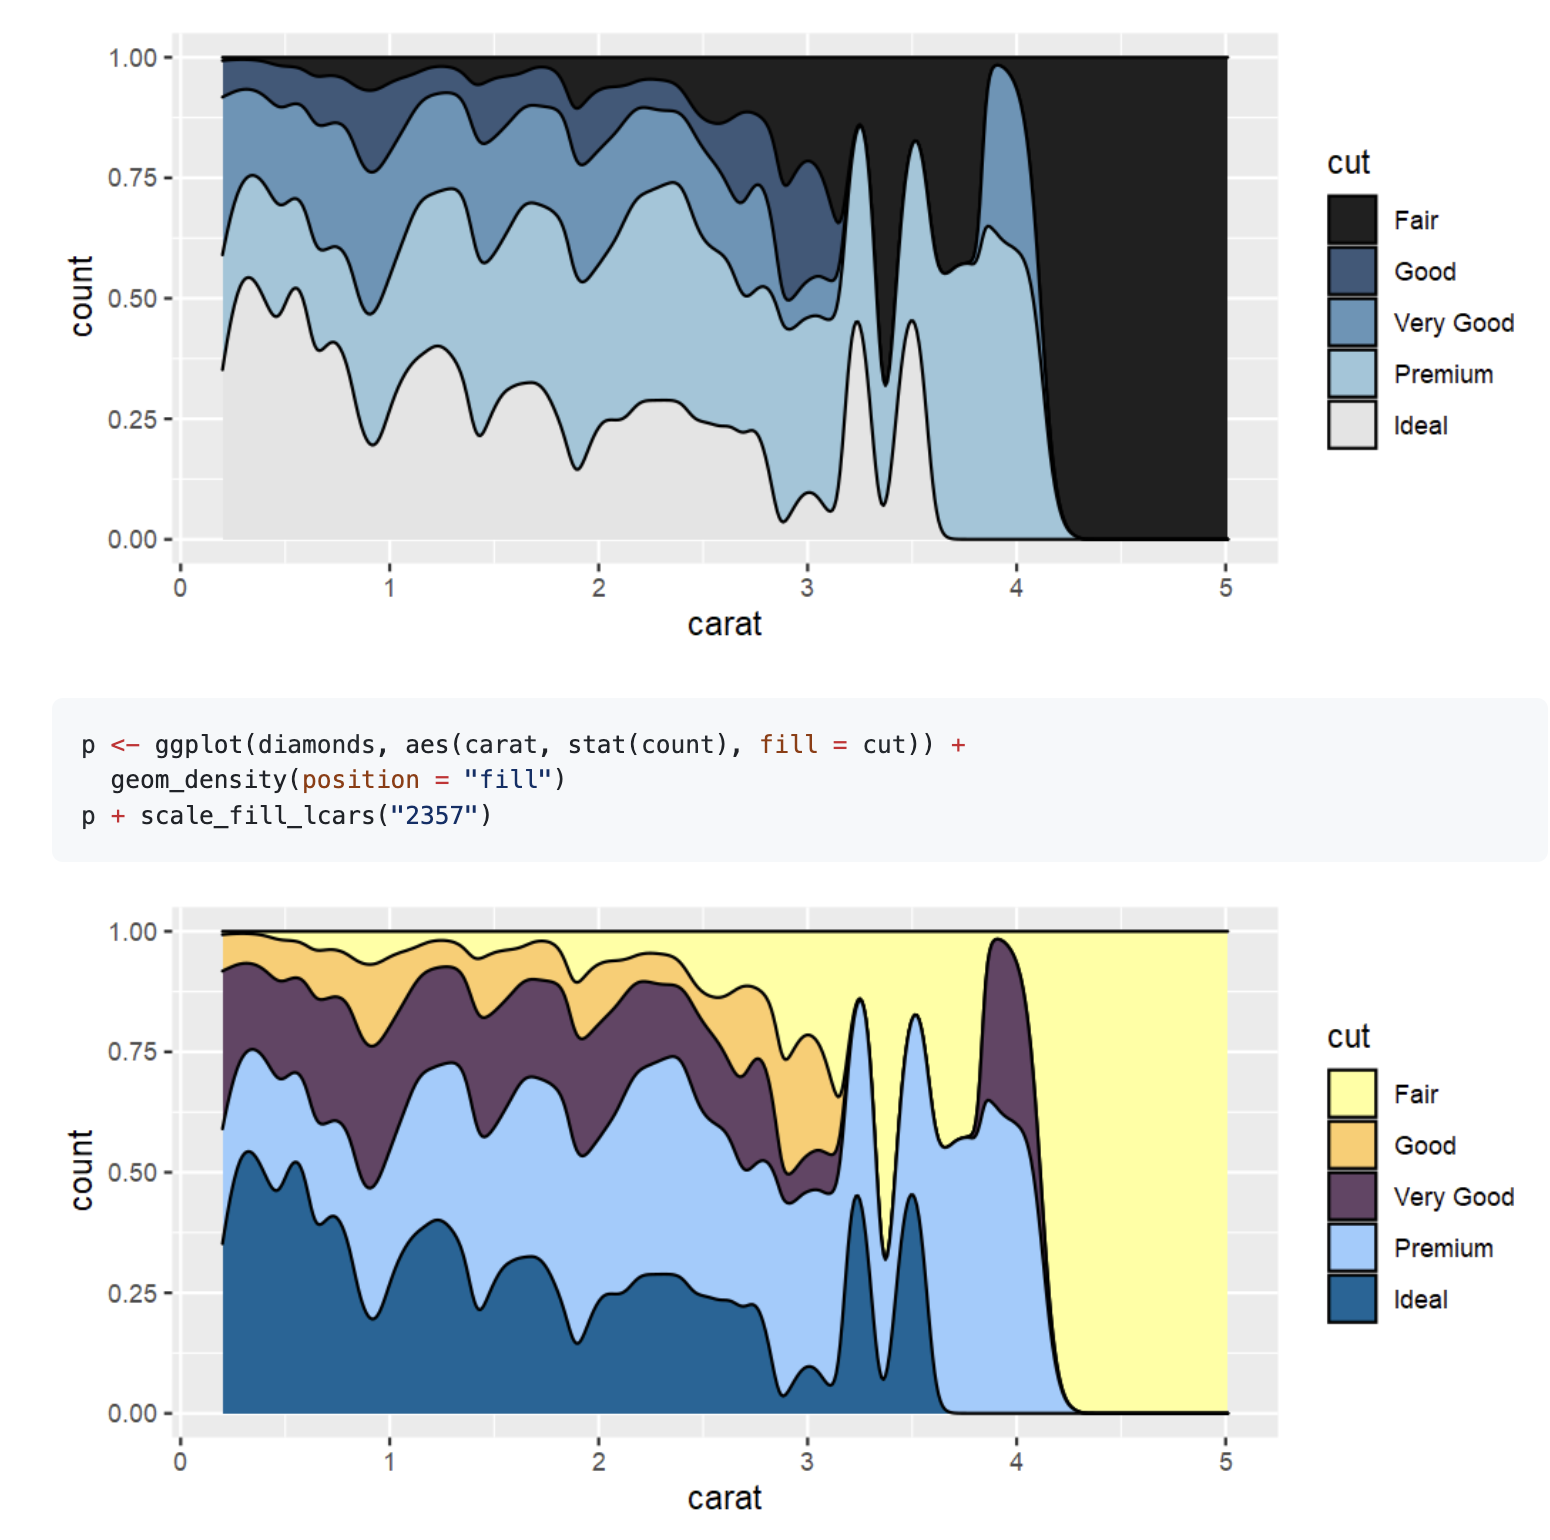 1.00
0.75
0.50
0.25
0.00
count
0 1 2 3 4 5
carat
cut
Fair
Good
Very Good
Premium
Ideal
p <- ggplot(diamonds, aes(carat, stat(count), fill = cut)) +
  geom_density(position = "fill")
p + scale_fill_lcars("2357")
1.00
0.75
0.50
0.25
0.00
count
0 1 2 3 4 5
carat
cut
Fair
Good
Very Good
Premium
Ideal